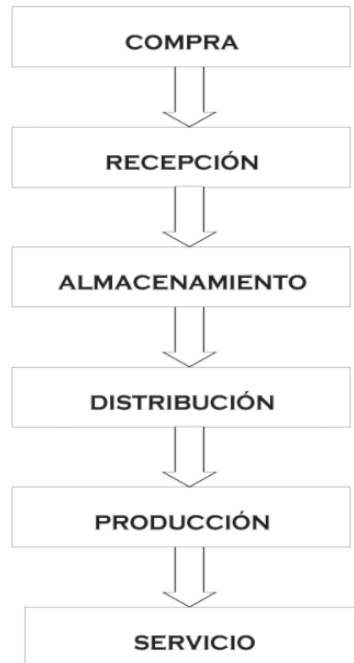 COMPRA
RECEPCIÓN
ALMACENAMIENTO
DISTRIBUCIÓN
PRODUCCIÓN
SERVICIO